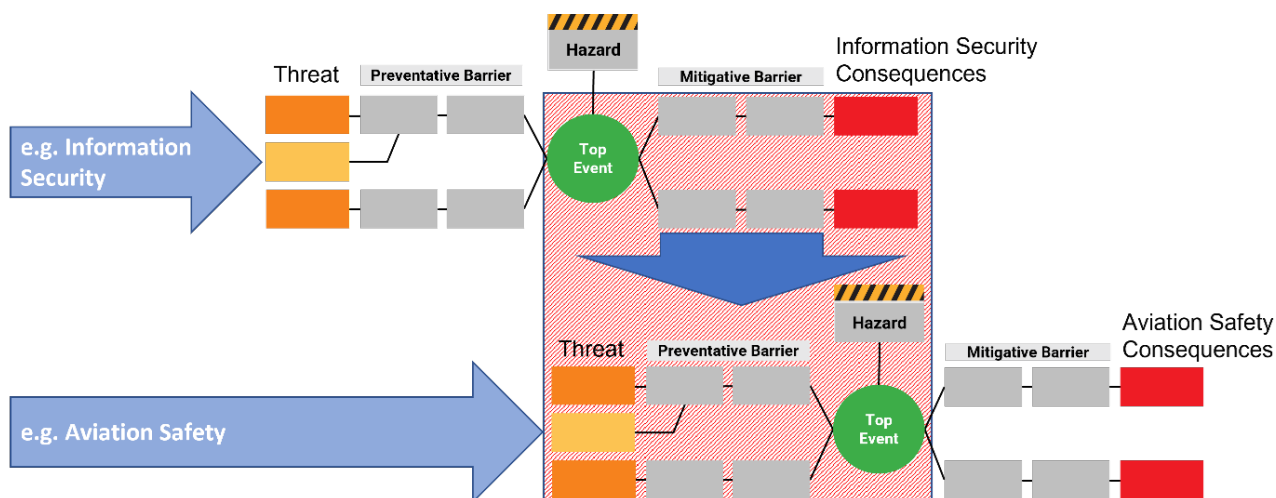 Hazard
Information Security
Consequences
Threat
Preventative Barrier
Mitigative Barrier
e.g. Information
Security
Top
Event
Hazard
Aviation Safety
Consequences
Threat
Preventative Barrier
Mitigative Barrier
e.g. Aviation Safety
Top
Event